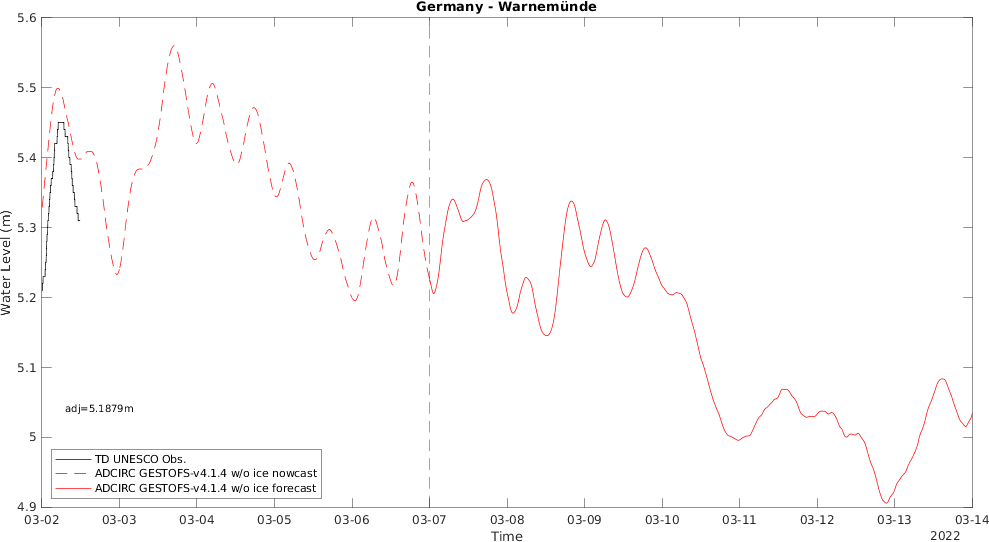 Germany - Warnemünde
5.6
5.5
5.4
5.3
5.2
5.1
5
4.9
Water Level (m)
adj=5.1879m
TD UNESCO Obs.
ADCIRC GESTOFS-v4.1.4 w/o ice nowcast
ADCIRC GESTOFS-v4.1.4 w/o ice forecast
03-02 03-03 03-04 03-05 03-06 03-07 03-08 03-09 03-10 03-11 03-12 03-13 03-14
Time
2022